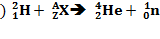 ) ²₁H + ᴬ_ZX ➔ ⁴₂He + ¹₀n